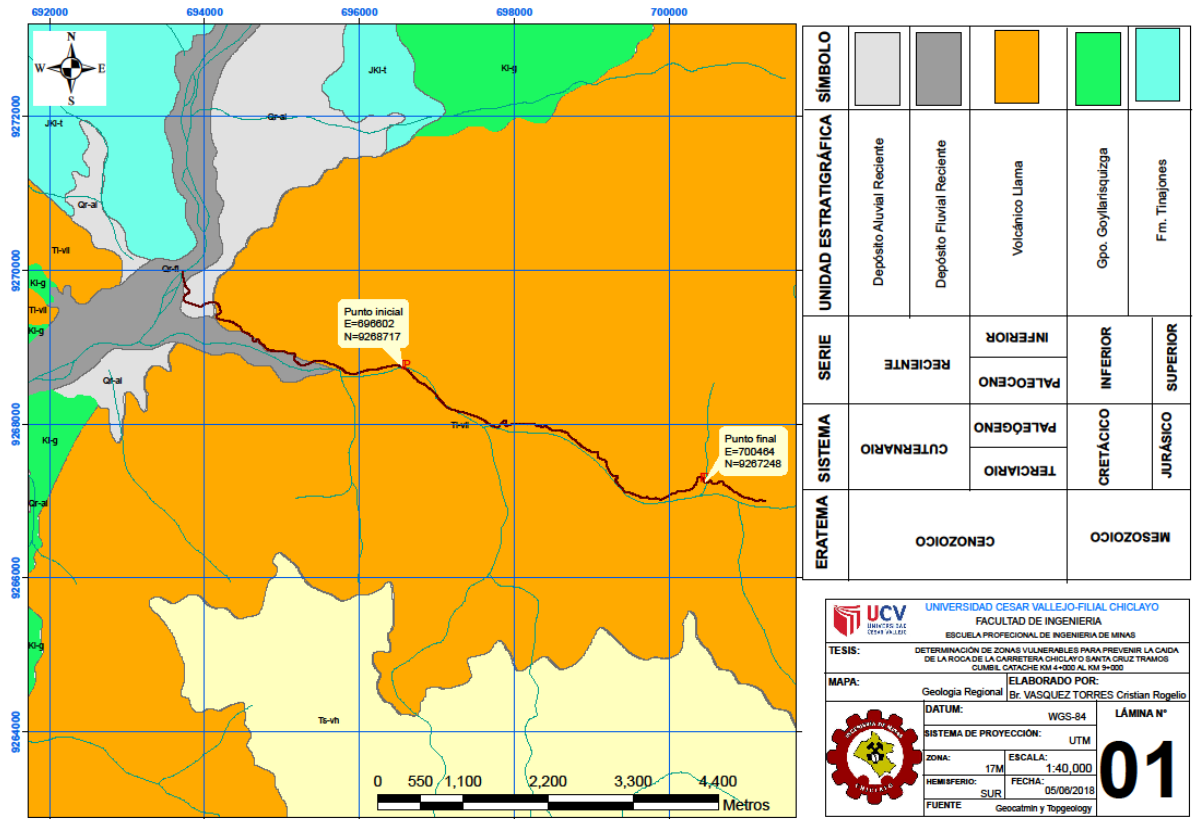 692000 694000 696000 698000 700000
9272000
9270000
9268000
9266000
9264000
N
W E
S
JKI-t
JKI-t
KI-g
Qr-al
Qr-al
Ti-vll
Qr-fl
KI-g
Ti-vll
KI-g
Qr-al
KI-g
Qr-al
KI-g
Ti-vll
Ts-vh
Punto inicial
E=696602
N=9268717
Punto final
E=700464
N=9267248
0 550 1,100 2,200 3,300 4,400
Metros
SÍMBOLO
UNIDAD ESTRATIGRÁFICA
Depósito Aluvial Reciente
Depósito Fluvial Reciente
Volcánico Llama
Gpo. Goyllarisquizga
Fm. Tinajones
SERIE
RECIENTE
INFERIOR
PALEOCENO
INFERIOR
SUPERIOR
SISTEMA
CUTERNARIO
PALEÓGENO
TERCIARIO
CRETÁCICO
JURÁSICO
ERATEMA
CENOZOICO
MESOZOICO
UCV
UNIVERSIDAD
CESAR VALLEJO
UNIVERSIDAD CESAR VALLEJO-FILIAL CHICLAYO
FACULTAD DE INGENIERIA
ESCUELA PROFECIONAL DE INGENIERIA DE MINAS
TESIS:
DETERMINACIÓN DE ZONAS VULNERABLES PARA PREVENIR LA CAIDA
DE LA ROCA DE LA CARRETERA CHICLAYO SANTA CRUZ TRAMOS
CUMBIL CATACHE KM 4+000 AL KM 9+000
MAPA:
Geologia Regional
ELABORADO POR:
Br. VASQUEZ TORRES Cristian Rogelio
INGENIERIA DE MINAS
DATUM:
WGS-84
SISTEMA DE PROYECCIÓN:
UTM
ZONA:
17M
ESCALA:
1:40,000
HEMISFERIO:
SUR
FECHA:
05/06/2018
FUENTE
Geocatmin y Topgeology
LÁMINA N°
01